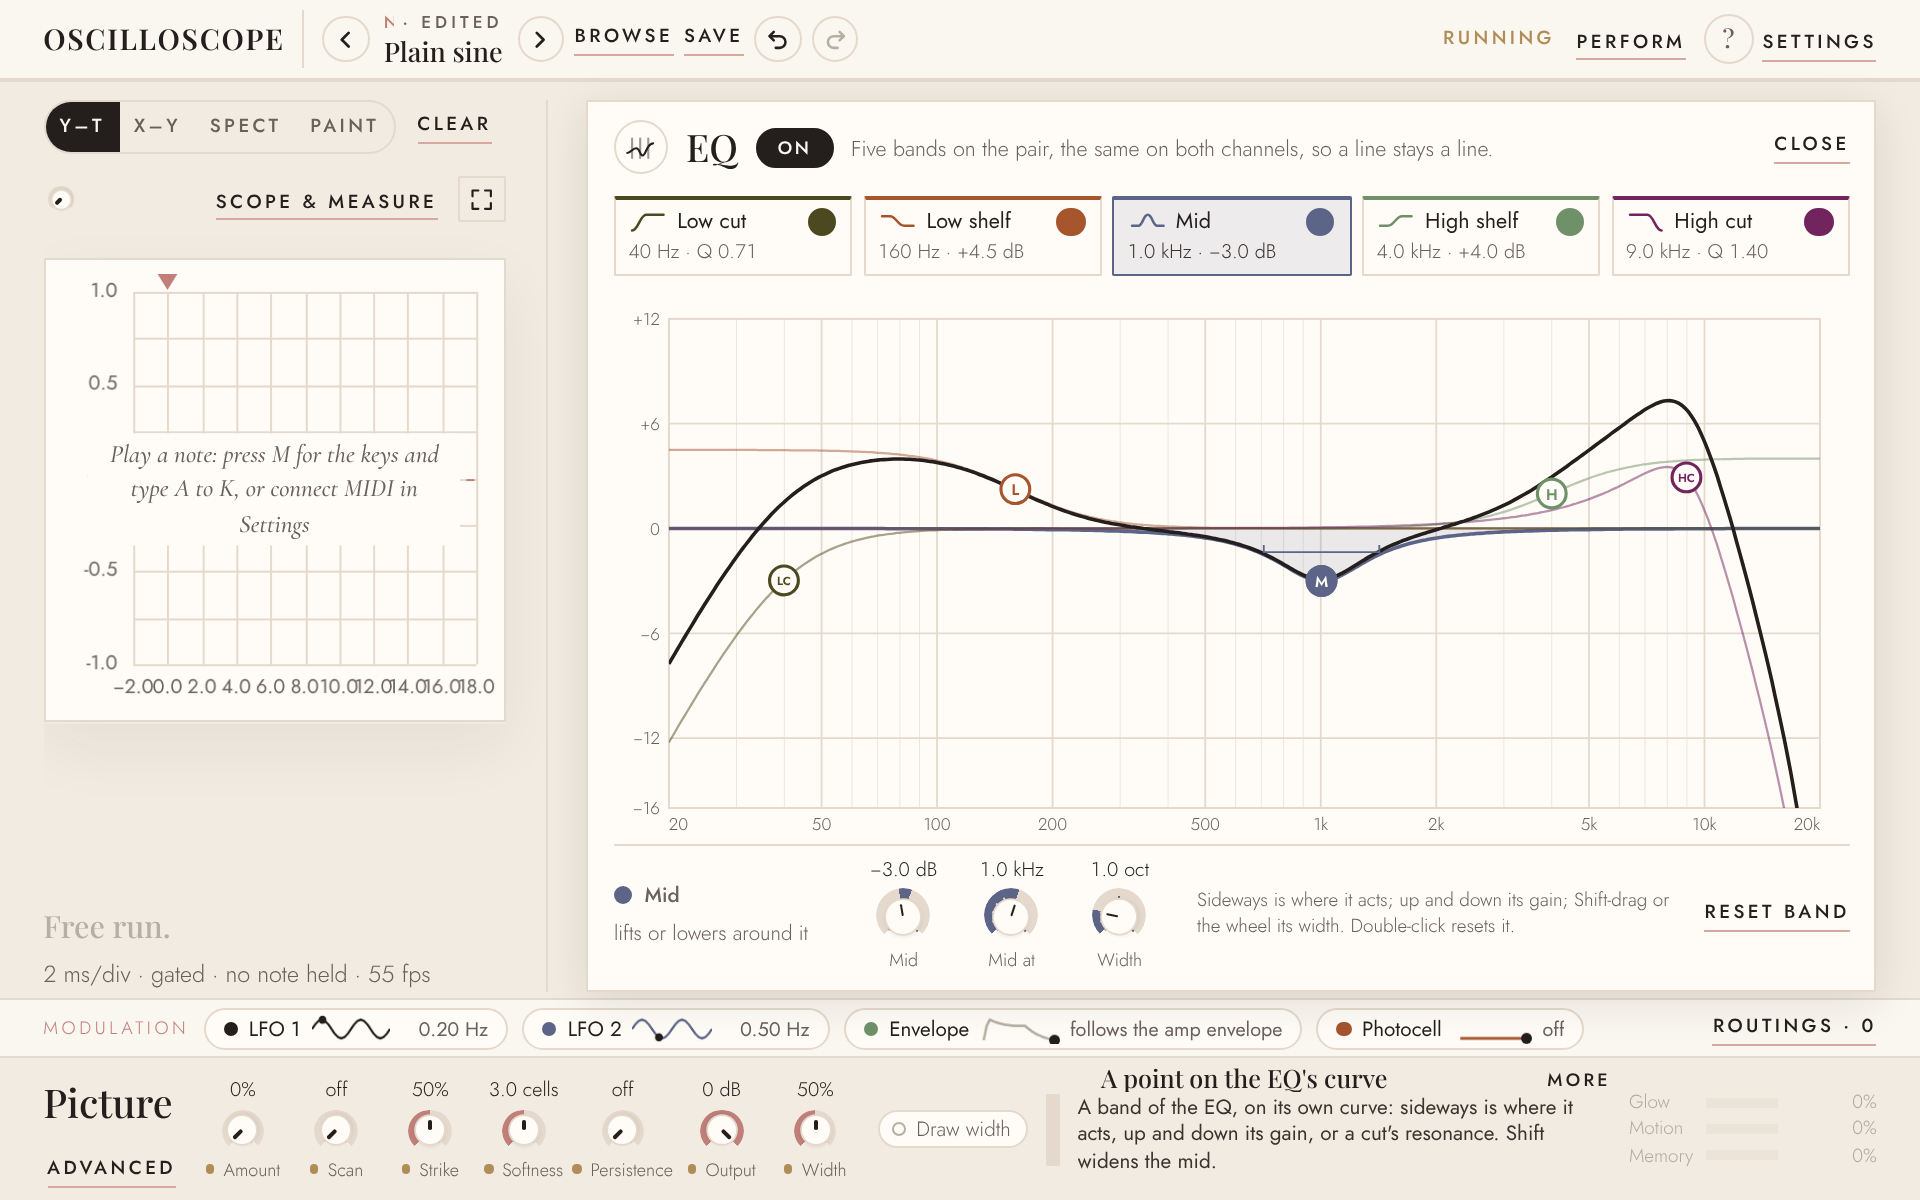 OSCILLOSCOPE
N · EDITED
Plain sine
BROWSE SAVE
RUNNING PERFORM ? SETTINGS
Y–T X–Y SPECT PAINT CLEAR
SCOPE & MEASURE
1.0
0.5
Play a note: press M for the keys and
type A to K, or connect MIDI in
Settings
-0.5
-1.0
−2.00 0.0 2.0 4.0 6.0 8.0 10.0 12.0 14.0 16.0 18.0
Free run.
2 ms/div · gated · no note held · 55 fps
EQ ON Five bands on the pair, the same on both channels, so a line stays a line. CLOSE
Low cut
40 Hz · Q 0.71
Low shelf
160 Hz · +4.5 dB
Mid
1.0 kHz · −3.0 dB
High shelf
4.0 kHz · +4.0 dB
High cut
9.0 kHz · Q 1.40
+12
+6
0
−6
−12
−16
LC
L
M
H
HC
20 50 100 200 500 1k 2k 5k 10k 20k
Mid
lifts or lowers around it
−3.0 dB 1.0 kHz 1.0 oct
Mid Mid at Width
Sideways is where it acts; up and down its gain; Shift-drag or
the wheel its width. Double-click resets it.
RESET BAND
MODULATION LFO 1 0.20 Hz LFO 2 0.50 Hz Envelope follows the amp envelope Photocell off ROUTINGS · 0
Picture
ADVANCED
0% off 50% 3.0 cells off 0 dB 50%
Amount Scan Strike Softness Persistence Output Width
Draw width
A point on the EQ's curve MORE
A band of the EQ, on its own curve: sideways is where it
acts, up and down its gain, or a cut's resonance. Shift
widens the mid.
Glow 0%
Motion 0%
Memory 0%